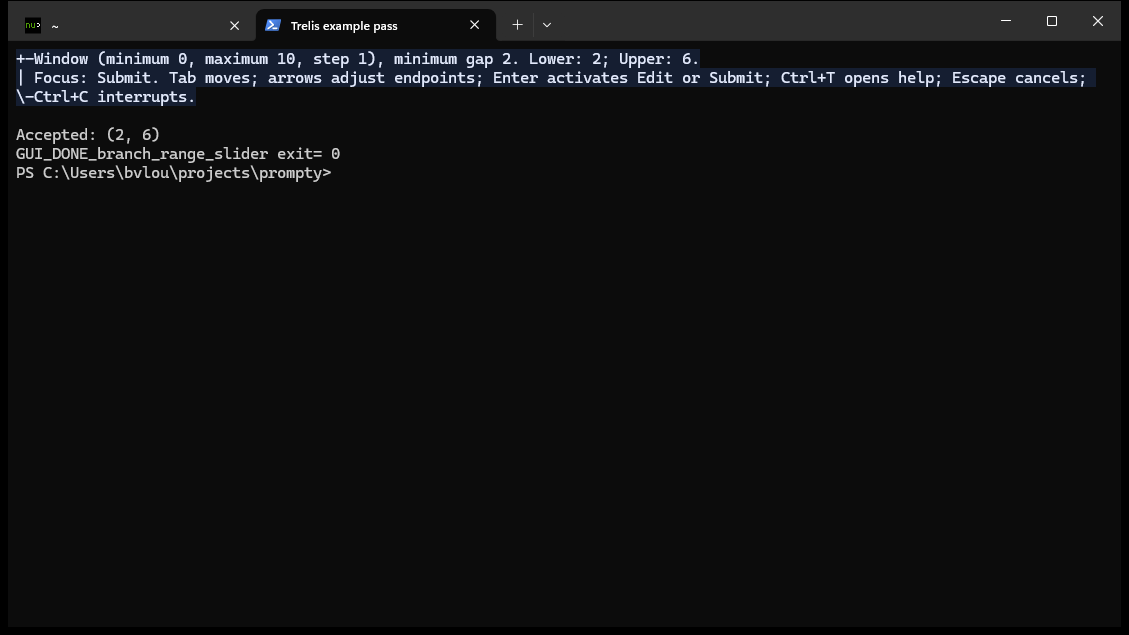 nu> ~
Trelis example pass
+-Window (minimum 0, maximum 10, step 1), minimum gap 2. Lower: 2; Upper: 6.
| Focus: Submit. Tab moves; arrows adjust endpoints; Enter activates Edit or Submit; Ctrl+T opens help; Escape cancels;
\-Ctrl+C interrupts.
Accepted: (2, 6)
GUI_DONE_branch_range_slider exit= 0
PS C:\Users\bvlou\projects\prompty>